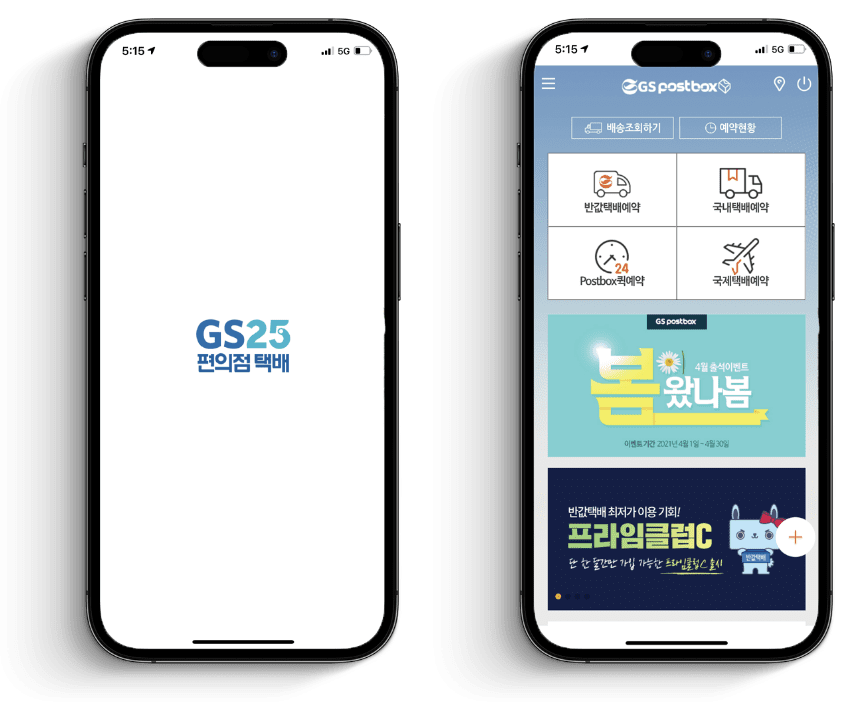 5:15
5G
GS25
편의점 택배
5:15
5G
GS postbox
배송조회하기
예약현황
반값택배예약
국내택배예약
24
Postbox퀵예약
국제택배예약
GS postbox
4월 출석이벤트
봄
왔나봄
이벤트 기간 2021년 4월 1일 ~ 4월 30일
반값택배 최저가 이용 기회!
프라임클럽C
단 한 달간만 가입 가능한 프라임클럽C 출시
반값택배